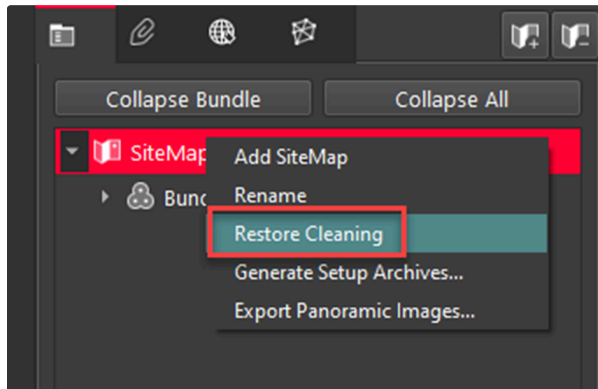 Collapse Bundle
Collapse All
SiteMap
Add SiteMap
Rename
Restore Cleaning
Generate Setup Archives...
Export Panoramic Images...